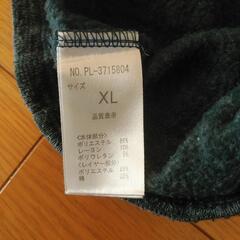 NO. PL-3715804
サイズ
XL
品質表示
<本体部分>
ポリエステル
レーヨン
ポリウレタン
<レイヤー部分>
ポリエステル
綿